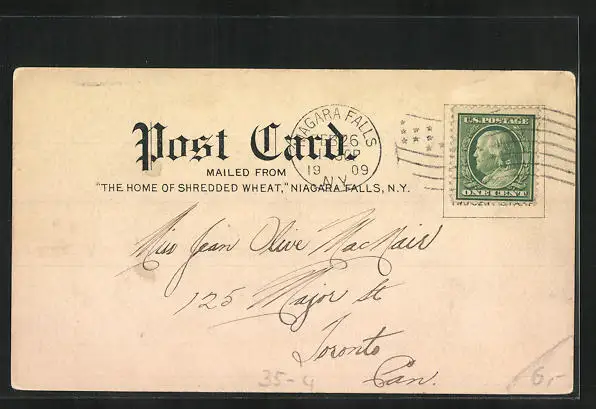 Post Card.
MAILED FROM
"THE HOME OF SHREDDED WHEAT," NIAGARA FALLS, N.Y.
NIAGARA FALLS
26
19 09
N.Y.
U.S. POSTAGE
ONE CENT
Miss Jean Olive MacNair
125 Major St
Toronto
Can.
35-4
6,-